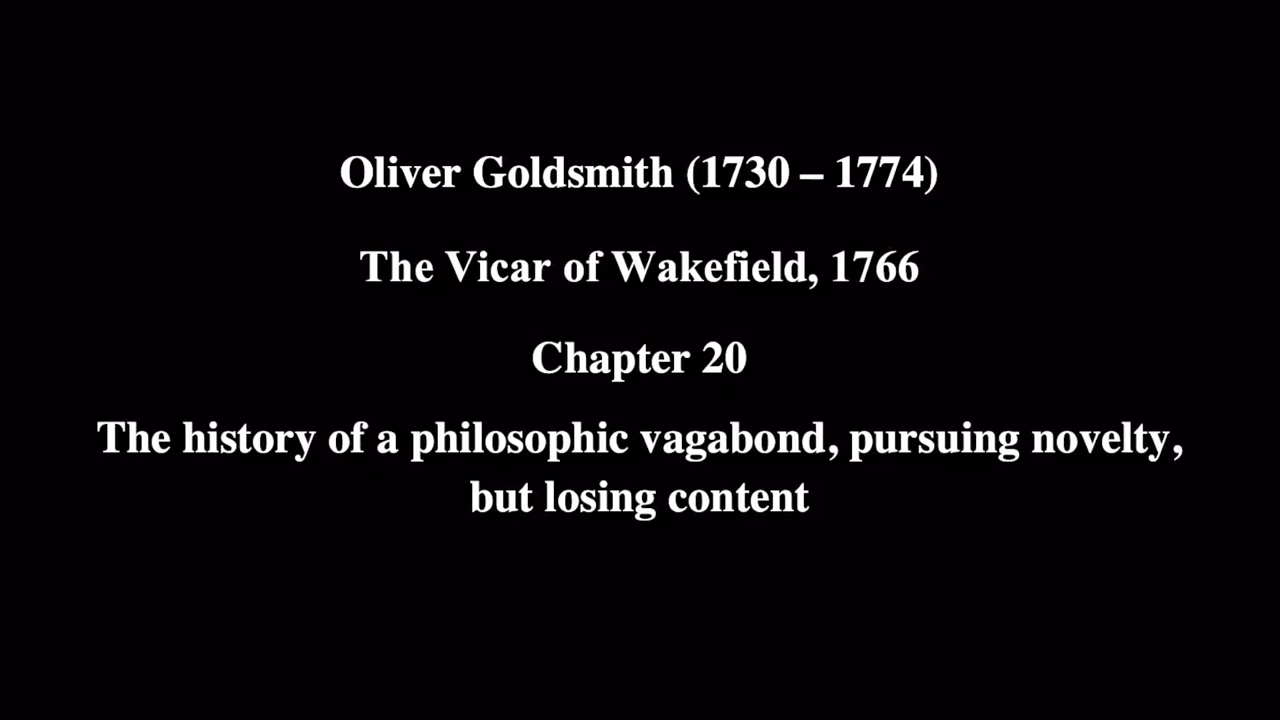 Oliver Goldsmith (1730 – 1774)
The Vicar of Wakefield, 1766
Chapter 20
The history of a philosophic vagabond, pursuing novelty,
but losing content